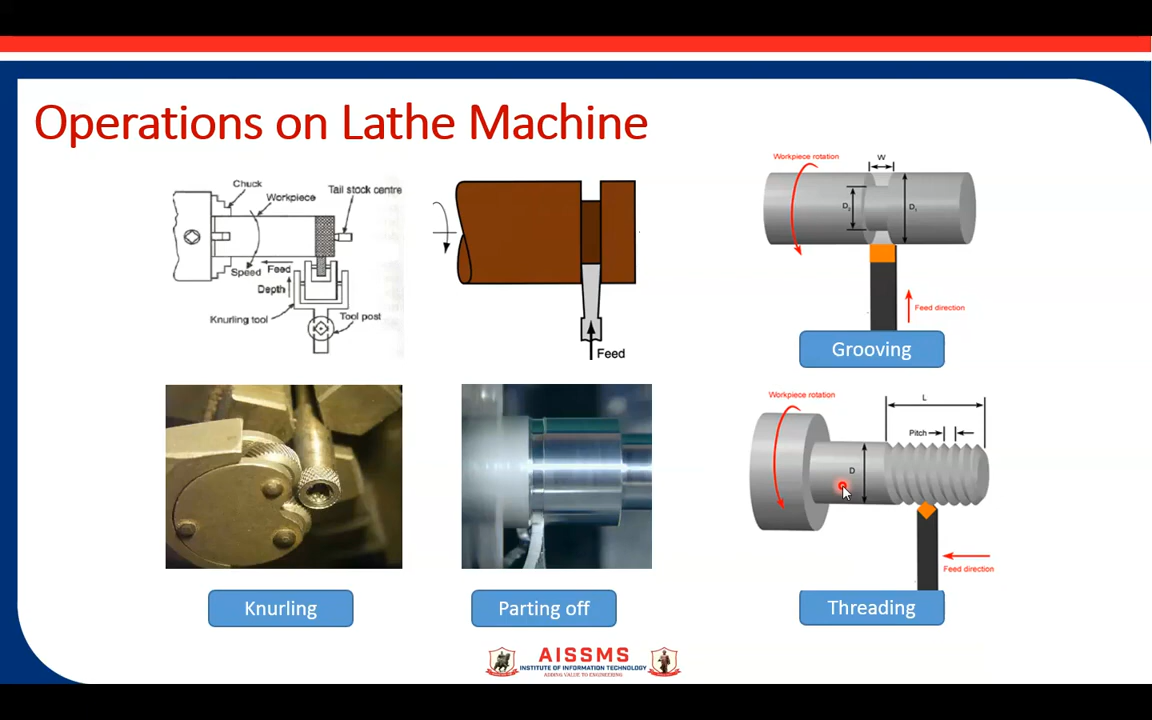 Operations on Lathe Machine
Chuck
Workpiece
Tail stock centre
Speed
Feed
Depth
Knurling tool
Tool post
Knurling
Feed
Parting off
Workpiece rotation
W
D₂
D₁
Feed direction
Grooving
Workpiece rotation
L
Pitch
D
Feed direction
Threading
AISSMS
INSTITUTE OF INFORMATION TECHNOLOGY
ADDING VALUE TO ENGINEERING